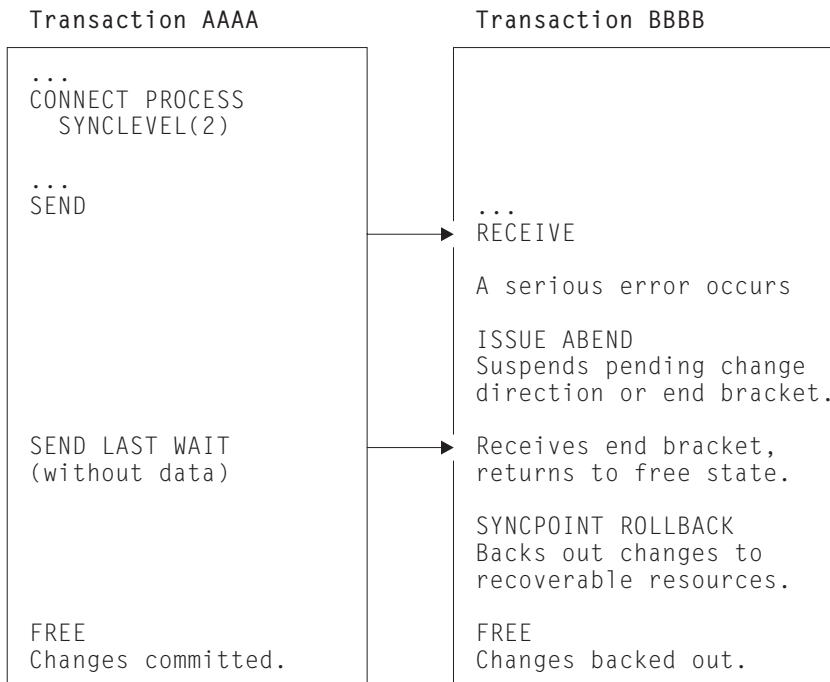 Transaction AAAA
...
CONNECT PROCESS
SYNCLEVEL(2)
...
SEND
SEND LAST WAIT
(without data)
FREE
Changes committed.
Transaction BBBB
...
RECEIVE
A serious error occurs
ISSUE ABEND
Suspends pending change
direction or end bracket.
Receives end bracket,
returns to free state.
SYNCPOINT ROLLBACK
Backs out changes to
recoverable resources.
FREE
Changes backed out.